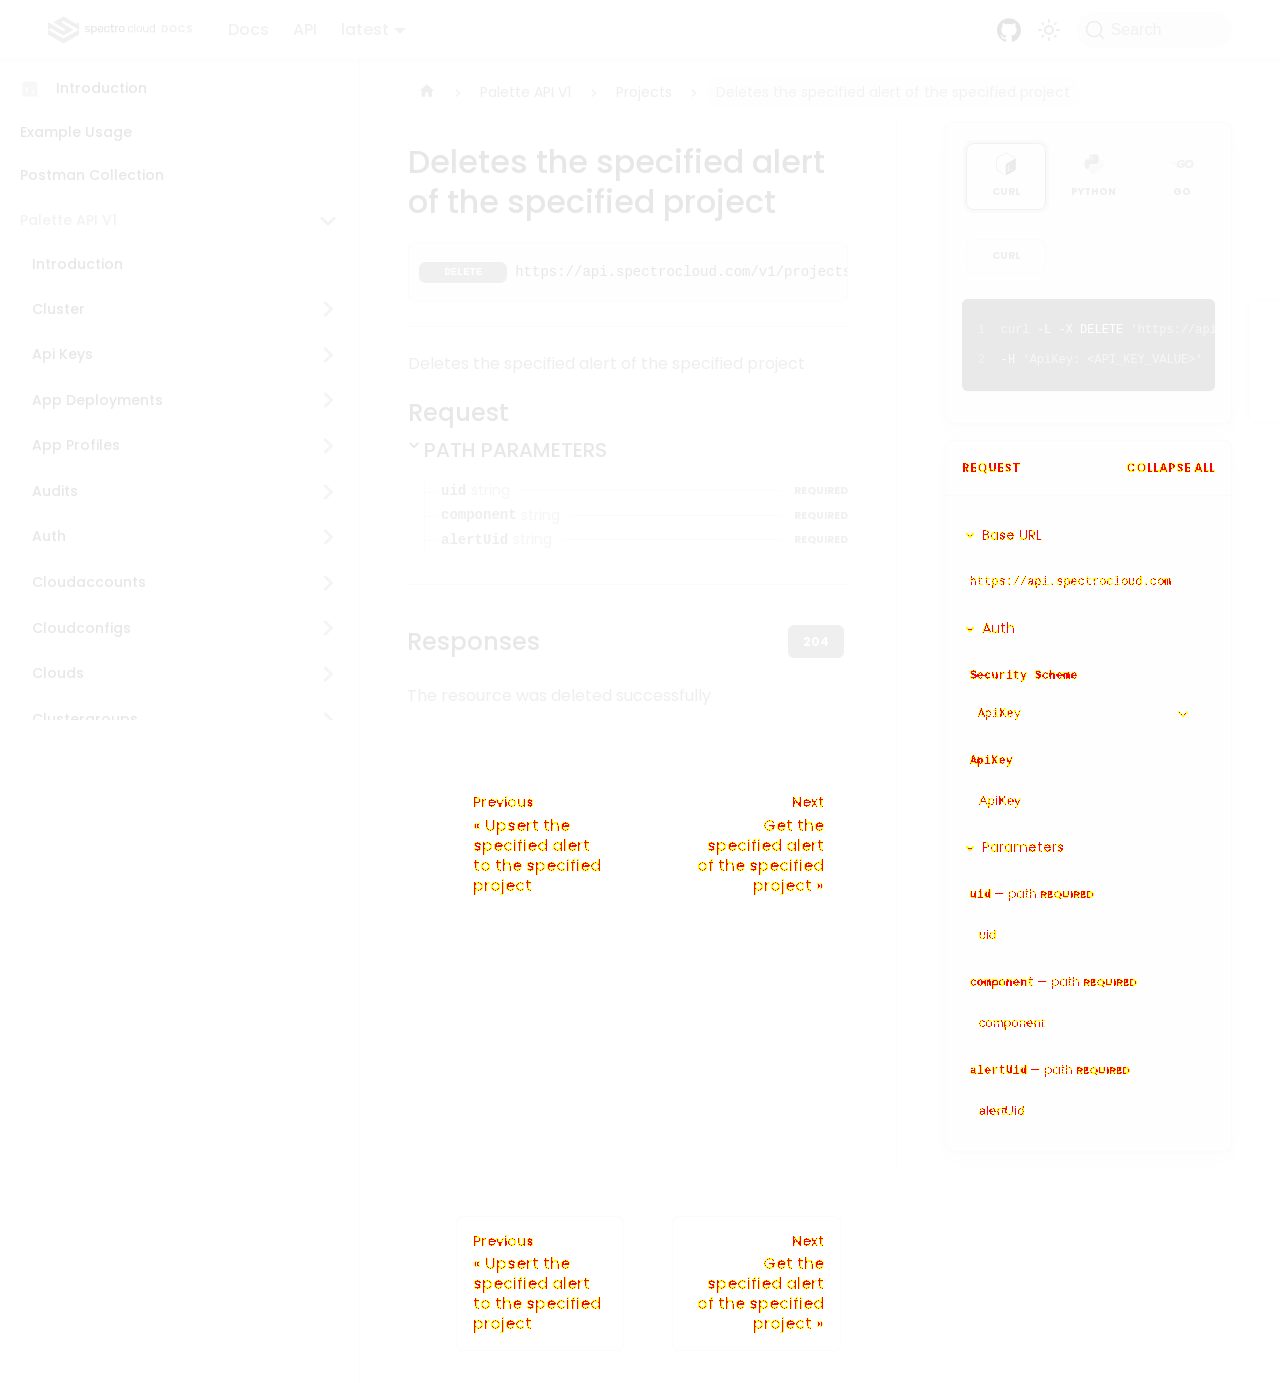 spectro cloud DOCS Docs API latest Search
Introduction
Example Usage
Postman Collection
Palette API V1
Introduction
Cluster
Api Keys
App Deployments
App Profiles
Audits
Auth
Cloudaccounts
Cloudconfigs
Clouds
Clustergroups
Palette API V1 Projects Deletes the specified alert of the specified project
Deletes the specified alert
of the specified project
DELETE https://api.spectrocloud.com/v1/projects
Deletes the specified alert of the specified project
Request
PATH PARAMETERS
uid string REQUIRED
component string REQUIRED
alertUid string REQUIRED
Responses 204
The resource was deleted successfully
Previous
« Upsert the
specified alert
to the specified
project
Next
Get the
specified alert
of the specified
project »
CURL PYTHON GO
CURL
1 curl -L -X DELETE 'https://api
2 -H 'ApiKey: <API_KEY_VALUE>'
REQUEST COLLAPSE ALL
Base URL
https://api.spectrocloud.com
Auth
Security Scheme
ApiKey
ApiKey
ApiKey
Parameters
uid — path REQUIRED
uid
component — path REQUIRED
component
alertUid — path REQUIRED
alertUid
Previous
« Upsert the
specified alert
to the specified
project
Next
Get the
specified alert
of the specified
project »